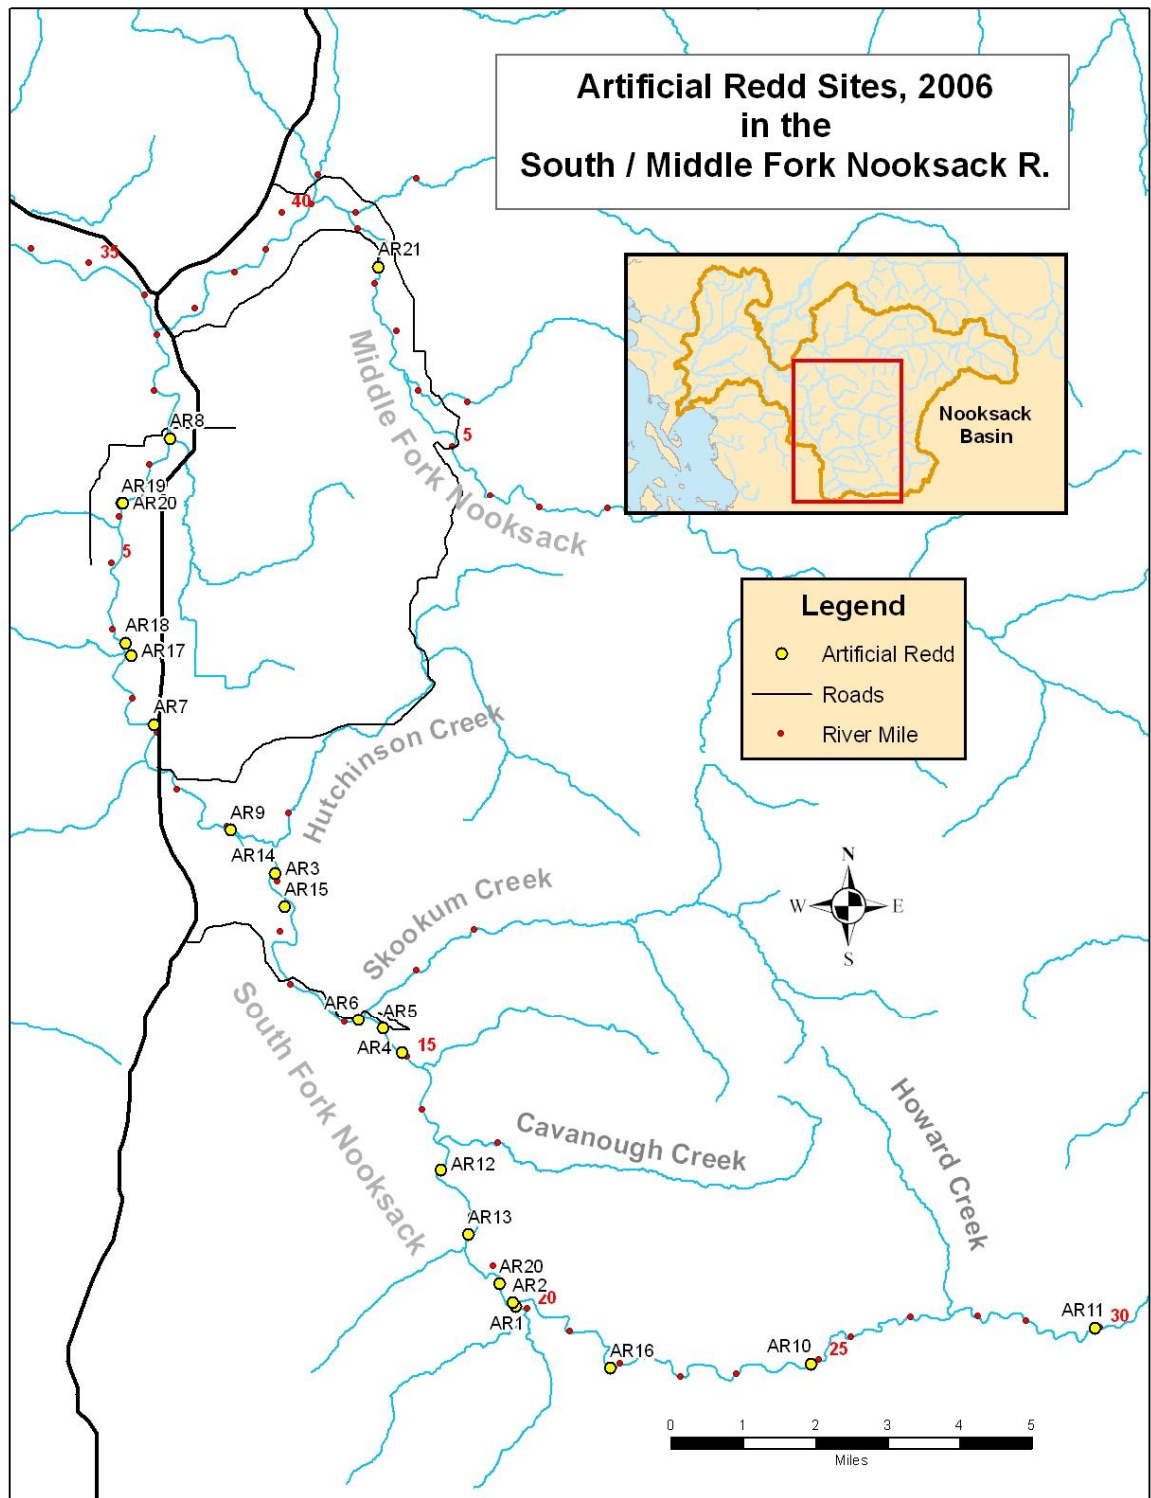 Artificial Redd Sites, 2006
in the
South / Middle Fork Nooksack R.
40
35
AR21
Middle Fork Nooksack
Nooksack
Basin
AR8
5
AR19
AR20
5
Legend
Artificial Redd
Roads
River Mile
AR18
AR17
AR7
Hutchinson Creek
AR9
AR14
AR3
AR15
N
W
E
S
Skookum Creek
South Fork Nooksack
AR6
AR5
AR4
15
Howard Creek
Cavanough Creek
AR12
AR13
AR20
AR2
20
AR1
AR11
30
AR16
AR10
25
0
1
2
3
4
5
Miles